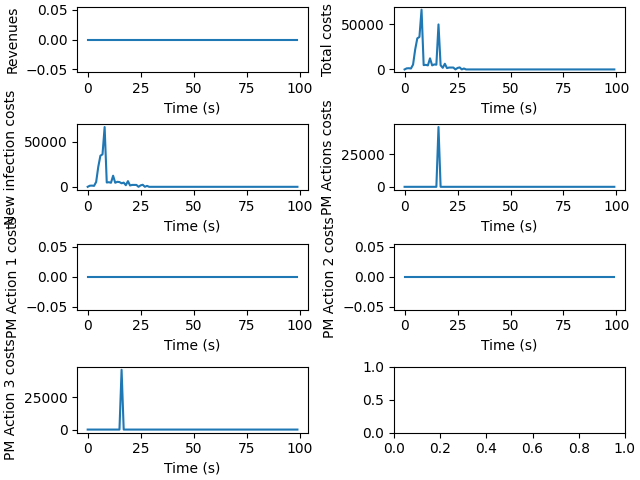 Revenues
0.05
0.00
−0.05
0 25 50 75 100
Time (s)
Total costs
50000
0
0 25 50 75 100
Time (s)
New infection costs
50000
0
0 25 50 75 100
Time (s)
PM Actions costs
25000
0
0 25 50 75 100
Time (s)
PM Action 1 costs
0.05
0.00
−0.05
0 25 50 75 100
Time (s)
PM Action 2 costs
0.05
0.00
−0.05
0 25 50 75 100
Time (s)
PM Action 3 costs
25000
0
0 25 50 75 100
Time (s)
1.0
0.5
0.0
0.0 0.2 0.4 0.6 0.8 1.0